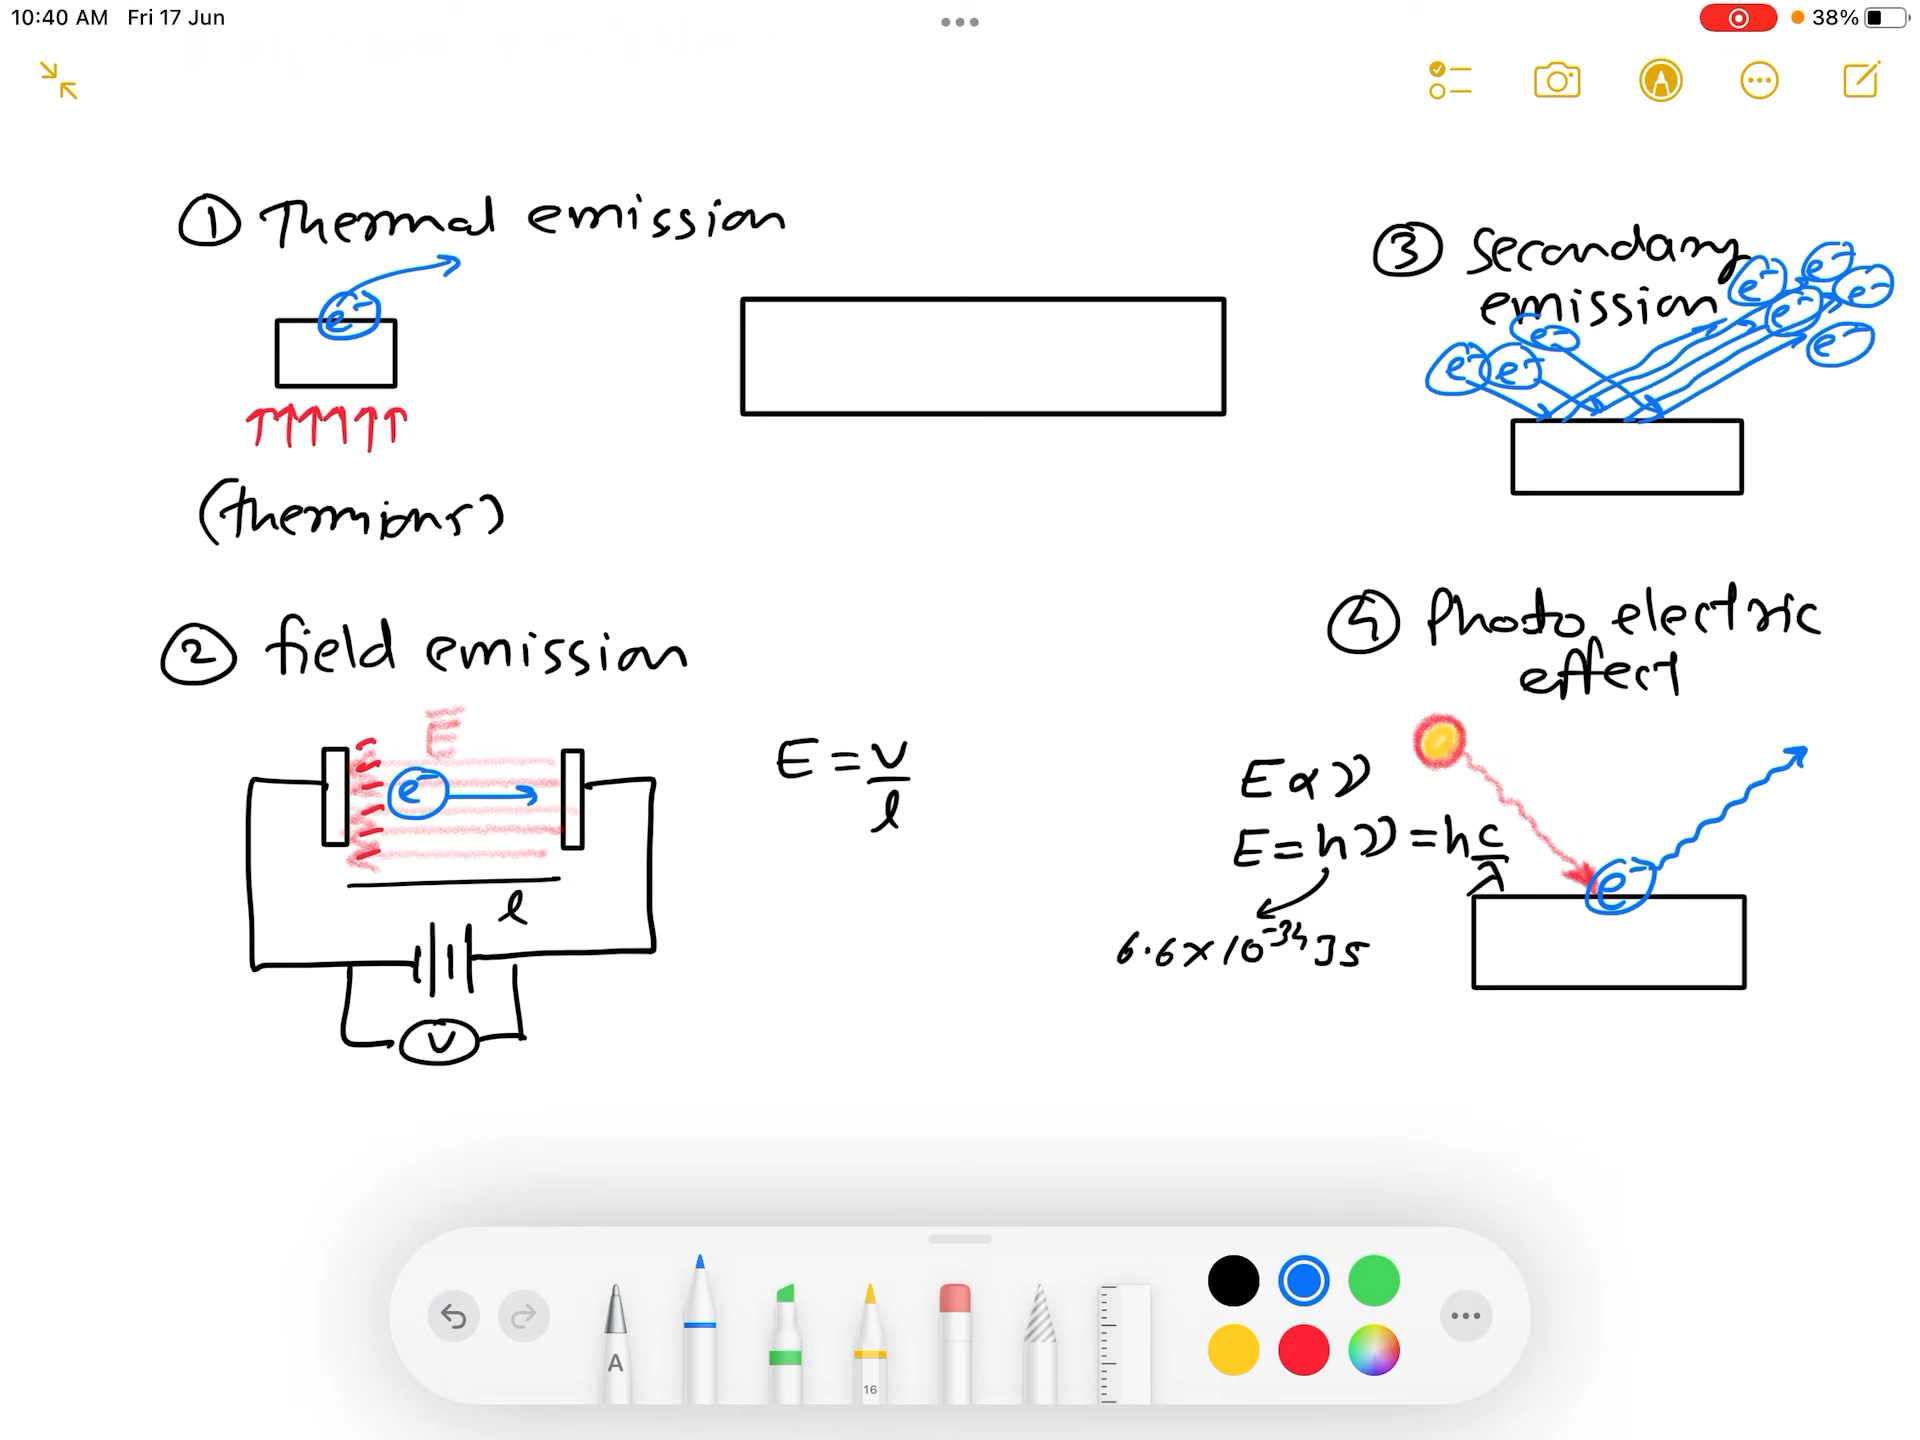 10:40 AM Fri 17 Jun
38%
① Thermal emission
e⁻
(thermions)
③ Secondary
emission
e⁻ e⁻ e⁻
e⁻ e⁻ e⁻ e⁻ e⁻
② field emission
E
e⁻
l
V
E = V/l
④ Photo electric
effect
E ∝ ν
E = hν = hc/λ
6.6 × 10⁻³⁴ Js
e⁻
A
16